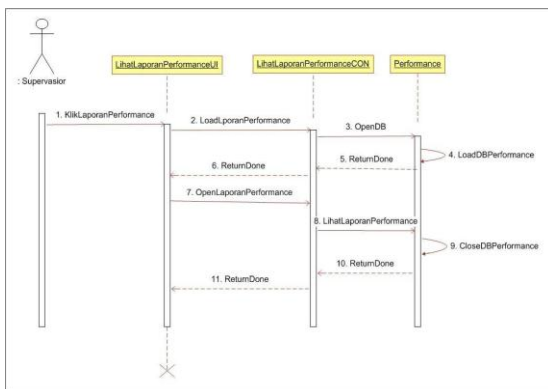 LihatLaporanPerformanceUI
LihatLaporanPerformanceCON
Performance
: Supervasior
1. KlikLaporanPerformance
2. LoadLporanPerformance
3. OpenDB
4. LoadDBPerformance
5. ReturnDone
6. ReturnDone
7. OpenLaporanPerformance
8. LihatLaporanPerformance
9. CloseDBPerformance
10. ReturnDone
11. ReturnDone